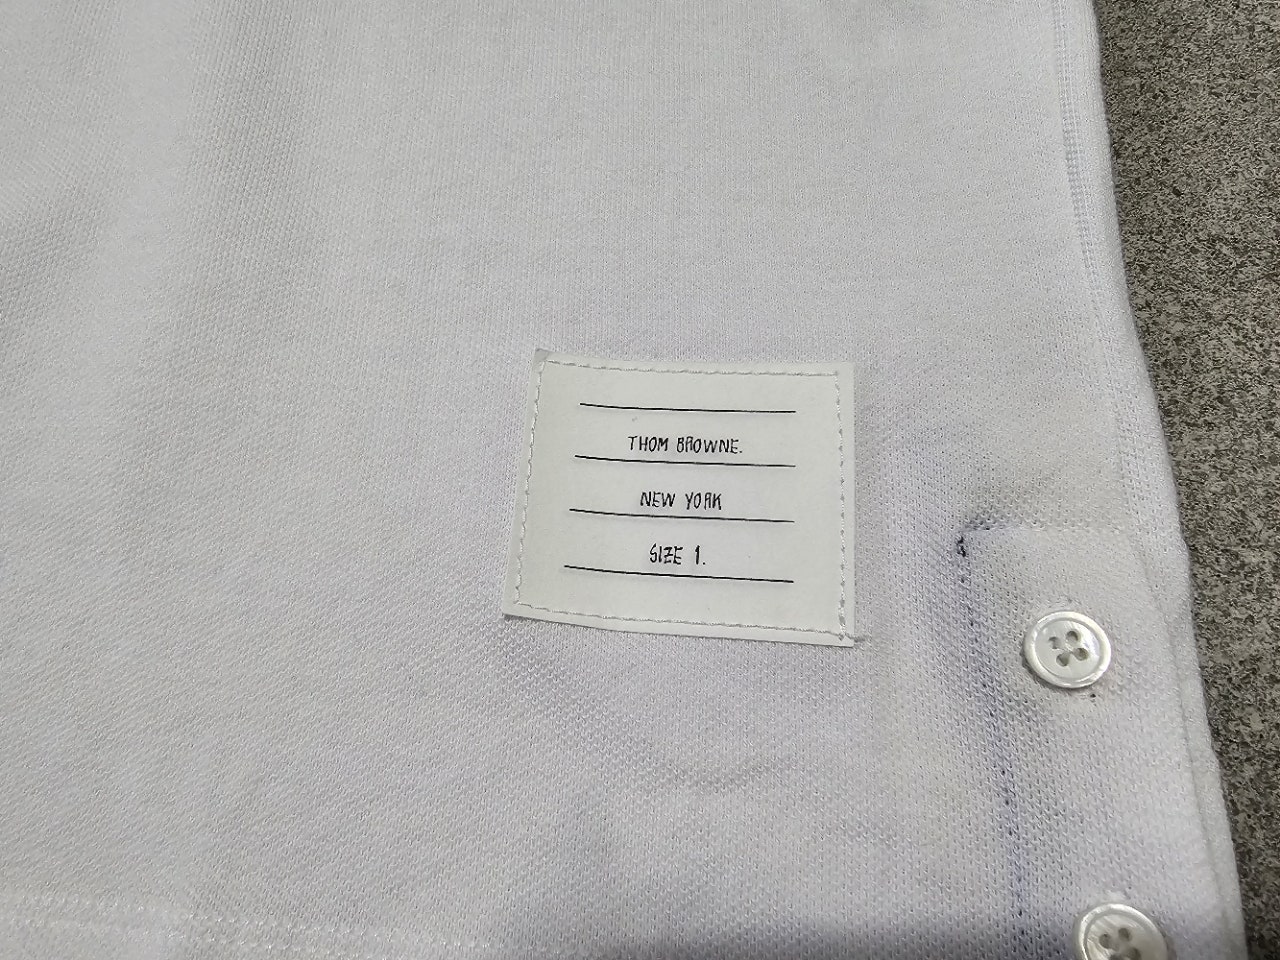 THOM BROWNE.
NEW YORK
SIZE 1.